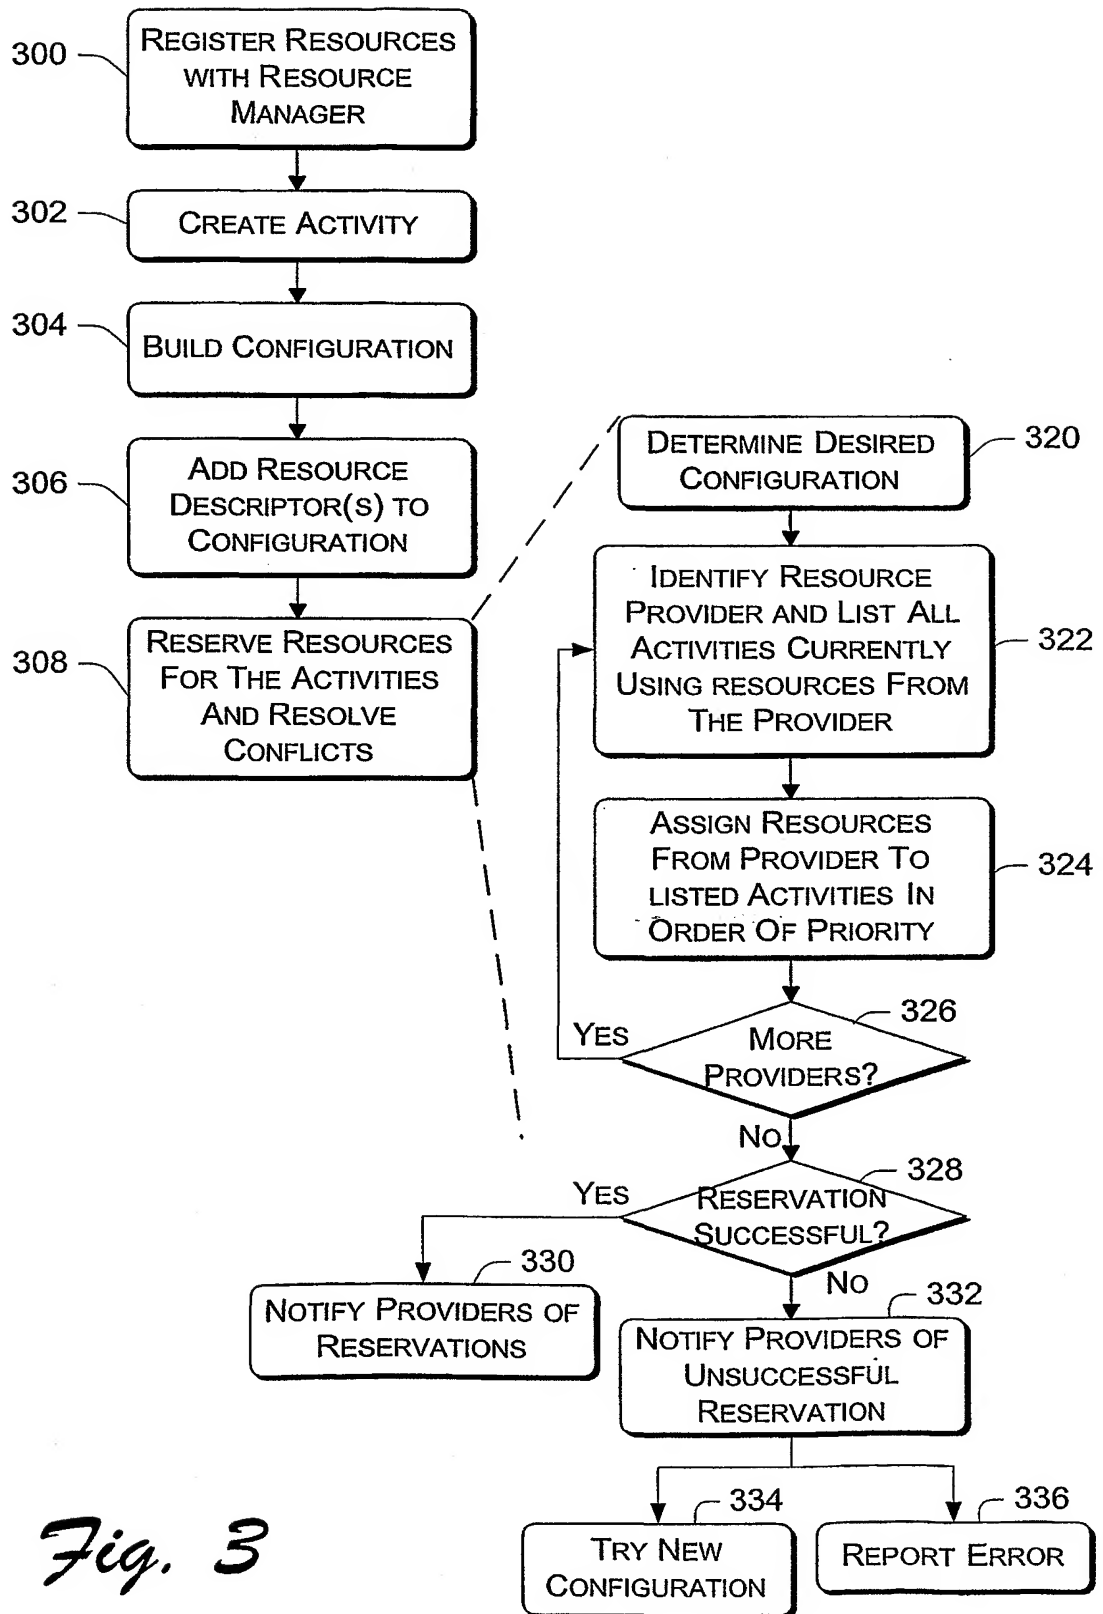 300
REGISTER RESOURCES
WITH RESOURCE
MANAGER
302
CREATE ACTIVITY
304
BUILD CONFIGURATION
306
ADD RESOURCE
DESCRIPTOR(S) TO
CONFIGURATION
308
RESERVE RESOURCES
FOR THE ACTIVITIES
AND RESOLVE
CONFLICTS
DETERMINE DESIRED
CONFIGURATION
320
IDENTIFY RESOURCE
PROVIDER AND LIST ALL
ACTIVITIES CURRENTLY
USING RESOURCES FROM
THE PROVIDER
322
ASSIGN RESOURCES
FROM PROVIDER TO
LISTED ACTIVITIES IN
ORDER OF PRIORITY
324
326
YES
MORE
PROVIDERS?
NO
328
YES
RESERVATION
SUCCESSFUL?
NO
330
NOTIFY PROVIDERS OF
RESERVATIONS
332
NOTIFY PROVIDERS OF
UNSUCCESSFUL
RESERVATION
334
TRY NEW
CONFIGURATION
336
REPORT ERROR
Fig. 3